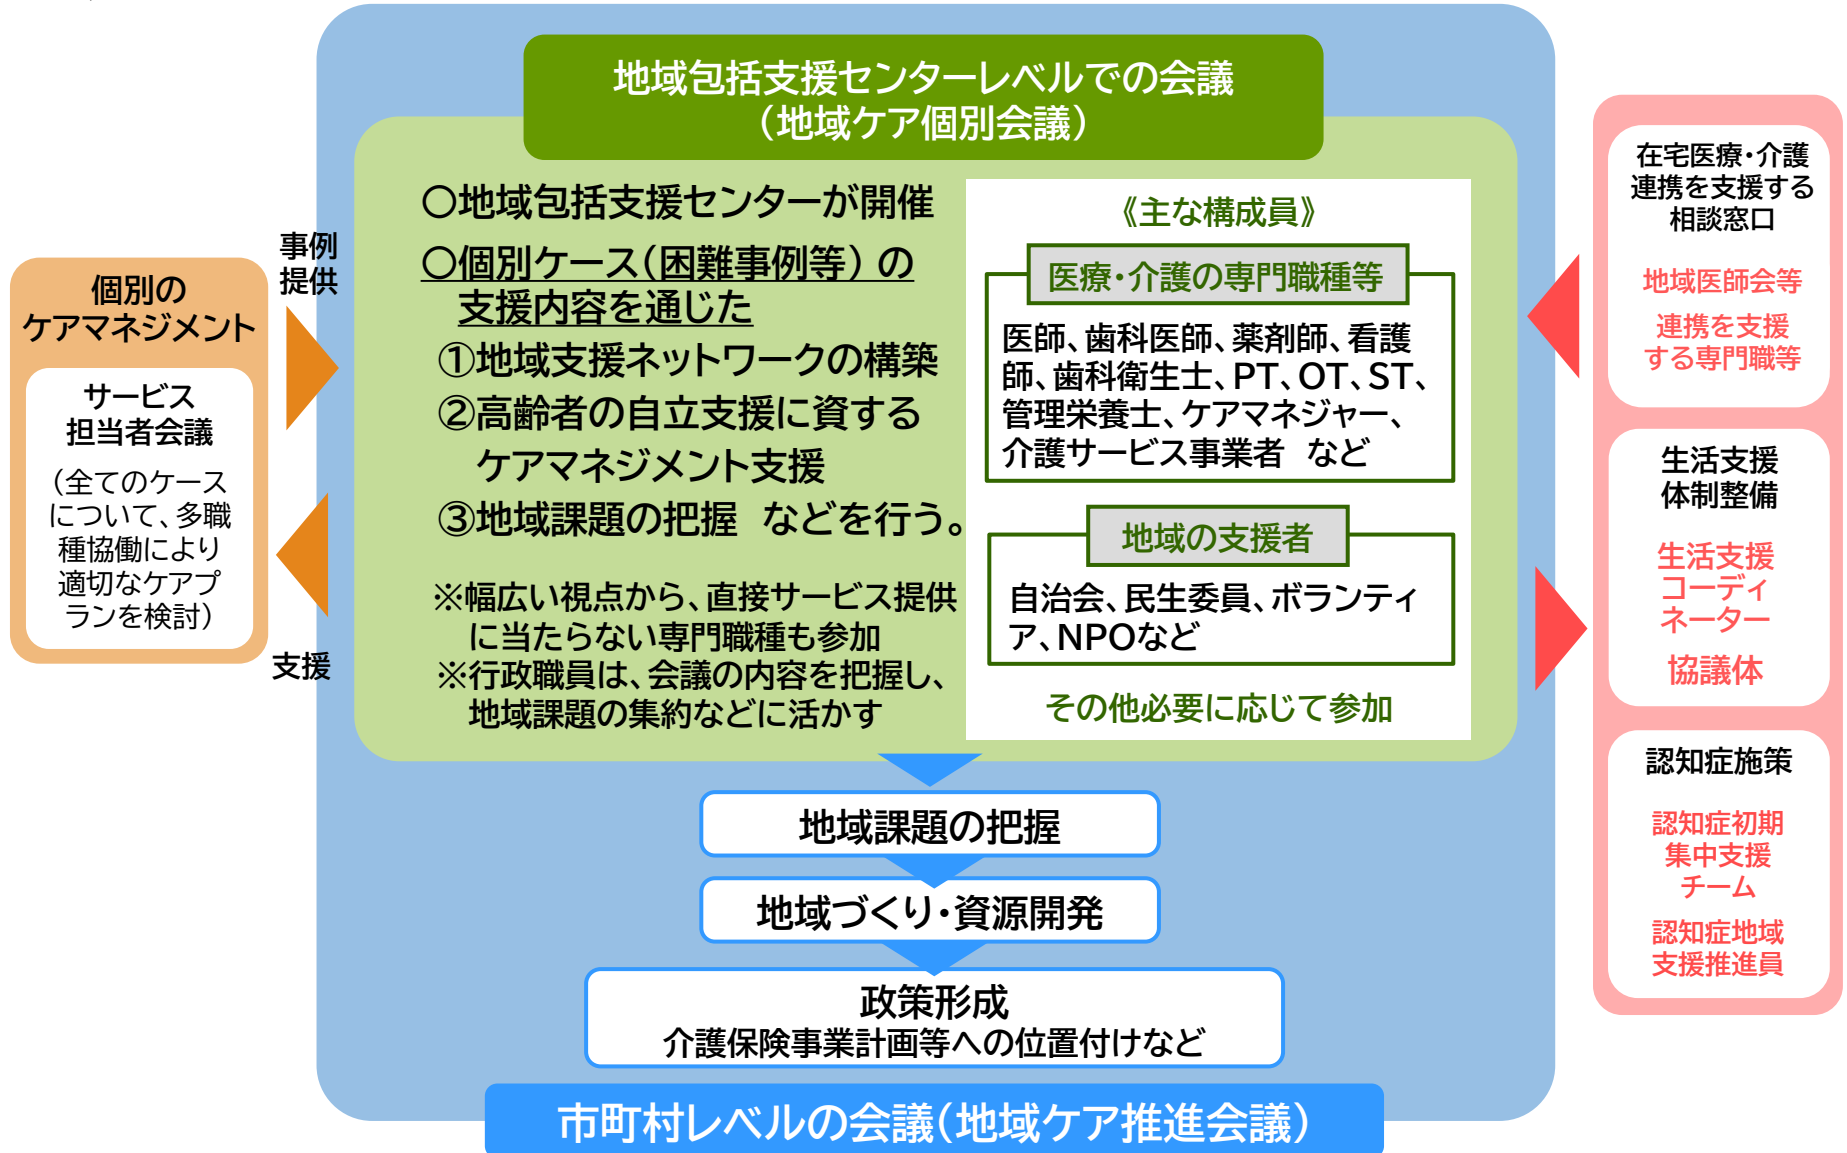 地域包括支援センターレベルでの会議
（地域ケア個別会議）
事例
提供
個別の
ケアマネジメント
サービス
担当者会議
（全てのケース
について、多職
種協働により
適切なケアプ
ランを検討）
支援
〇地域包括支援センターが開催
〇個別ケース（困難事例等）の
支援内容を通じた
①地域支援ネットワークの構築
②高齢者の自立支援に資する
ケアマネジメント支援
③地域課題の把握　などを行う。
※幅広い視点から、直接サービス提供
に当たらない専門職種も参加
※行政職員は、会議の内容を把握し、
地域課題の集約などに活かす
《主な構成員》
医療・介護の専門職種等
医師、歯科医師、薬剤師、看護
師、歯科衛生士、PT、OT、ST、
管理栄養士、ケアマネジャー、
介護サービス事業者　など
地域の支援者
自治会、民生委員、ボランティ
ア、NPOなど
その他必要に応じて参加
地域課題の把握
地域づくり・資源開発
政策形成
介護保険事業計画等への位置付けなど
市町村レベルの会議（地域ケア推進会議）
在宅医療・介護
連携を支援する
相談窓口
地域医師会等
連携を支援
する専門職等
生活支援
体制整備
生活支援
コーディ
ネーター
協議体
認知症施策
認知症初期
集中支援
チーム
認知症地域
支援推進員